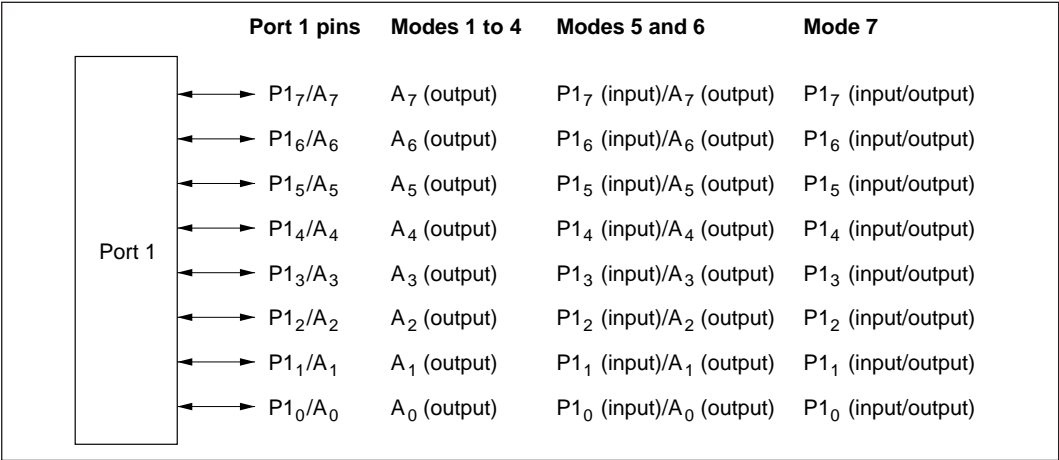 Port 1 pins Modes 1 to 4 Modes 5 and 6 Mode 7
P1₇/A₇ A₇ (output) P1₇ (input)/A₇ (output) P1₇ (input/output)
P1₆/A₆ A₆ (output) P1₆ (input)/A₆ (output) P1₆ (input/output)
P1₅/A₅ A₅ (output) P1₅ (input)/A₅ (output) P1₅ (input/output)
P1₄/A₄ A₄ (output) P1₄ (input)/A₄ (output) P1₄ (input/output)
Port 1
P1₃/A₃ A₃ (output) P1₃ (input)/A₃ (output) P1₃ (input/output)
P1₂/A₂ A₂ (output) P1₂ (input)/A₂ (output) P1₂ (input/output)
P1₁/A₁ A₁ (output) P1₁ (input)/A₁ (output) P1₁ (input/output)
P1₀/A₀ A₀ (output) P1₀ (input)/A₀ (output) P1₀ (input/output)